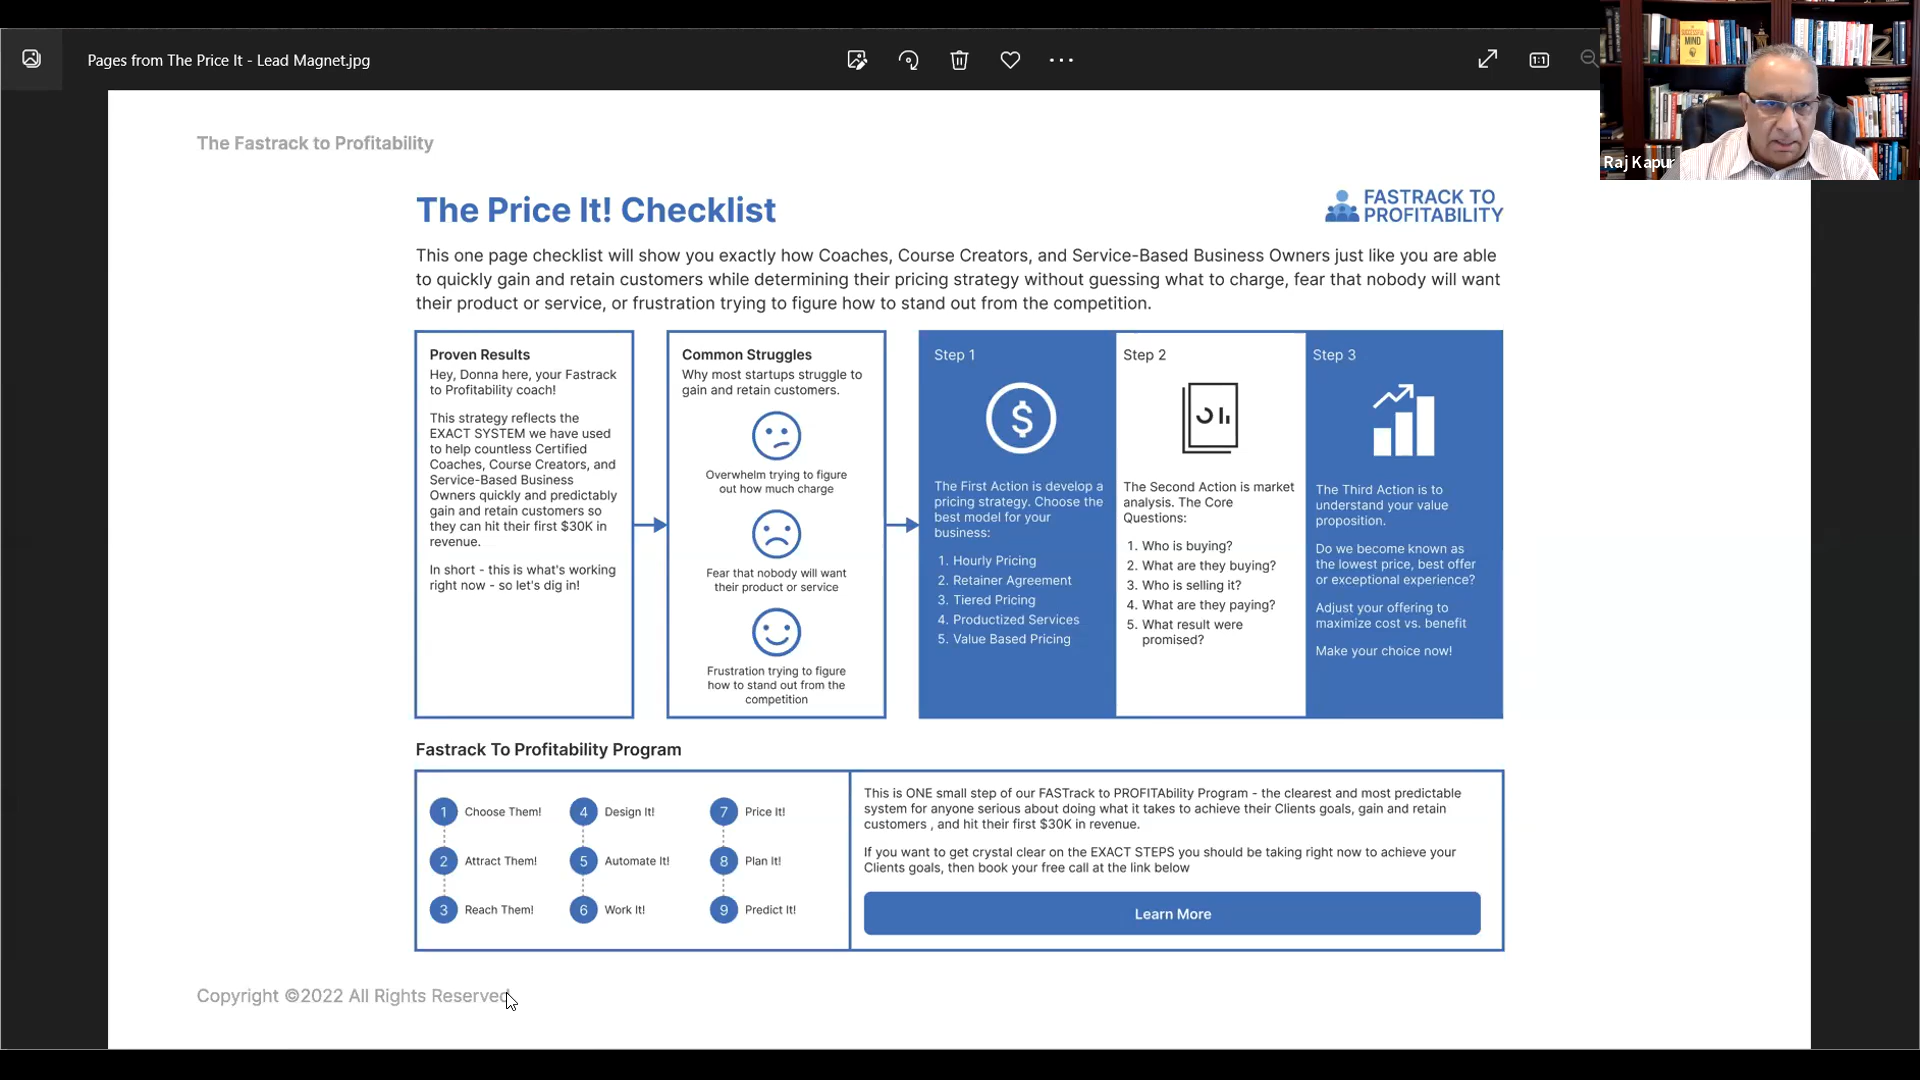 Pages from The Price It - Lead Magnet.jpg
1:1
SUCCESSFUL
MIND
Raj Kapur
The Fastrack to Profitability
The Price It! Checklist
FASTRACK TO
PROFITABILITY
This one page checklist will show you exactly how Coaches, Course Creators, and Service-Based Business Owners just like you are able
to quickly gain and retain customers while determining their pricing strategy without guessing what to charge, fear that nobody will want
their product or service, or frustration trying to figure how to stand out from the competition.
Proven Results
Hey, Donna here, your Fastrack
to Profitability coach!
This strategy reflects the
EXACT SYSTEM we have used
to help countless Certified
Coaches, Course Creators, and
Service-Based Business
Owners quickly and predictably
gain and retain customers so
they can hit their first $30K in
revenue.
In short - this is what's working
right now - so let's dig in!
Common Struggles
Why most startups struggle to
gain and retain customers.
Overwhelm trying to figure
out how much charge
Fear that nobody will want
their product or service
Frustration trying to figure
how to stand out from the
competition
Step 1
$
The First Action is develop a
pricing strategy. Choose the
best model for your
business:
1. Hourly Pricing
2. Retainer Agreement
3. Tiered Pricing
4. Productized Services
5. Value Based Pricing
Step 2
The Second Action is market
analysis. The Core
Questions:
1. Who is buying?
2. What are they buying?
3. Who is selling it?
4. What are they paying?
5. What result were
promised?
Step 3
The Third Action is to
understand your value
proposition.
Do we become known as
the lowest price, best offer
or exceptional experience?
Adjust your offering to
maximize cost vs. benefit
Make your choice now!
Fastrack To Profitability Program
1 Choose Them!
2 Attract Them!
3 Reach Them!
4 Design It!
5 Automate It!
6 Work It!
7 Price It!
8 Plan It!
9 Predict It!
This is ONE small step of our FASTrack to PROFITAbility Program - the clearest and most predictable
system for anyone serious about doing what it takes to achieve their Clients goals, gain and retain
customers , and hit their first $30K in revenue.
If you want to get crystal clear on the EXACT STEPS you should be taking right now to achieve your
Clients goals, then book your free call at the link below
Learn More
Copyright ©2022 All Rights Reserved